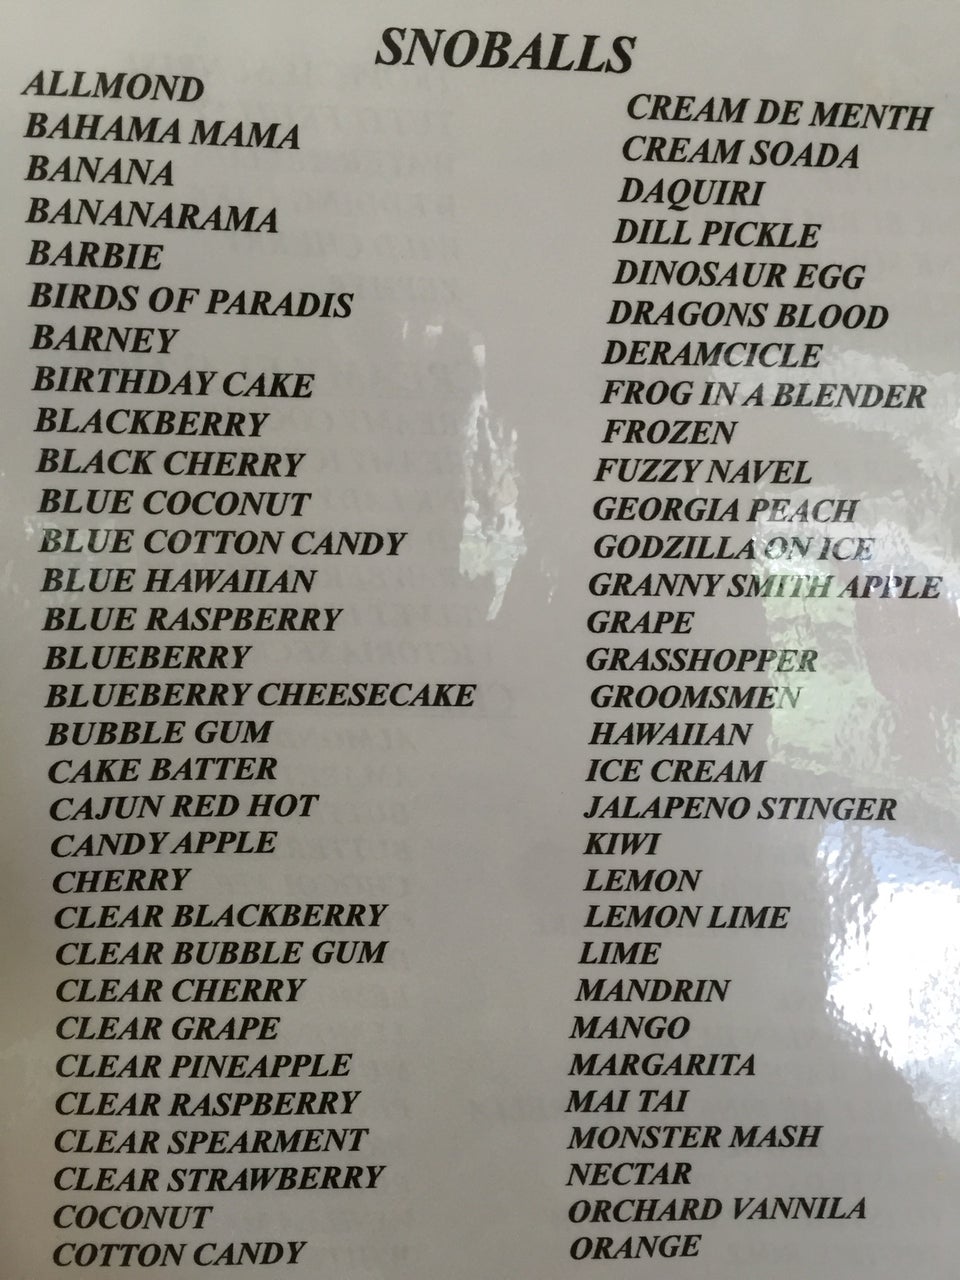 SNOBALLS
ALLMOND
BAHAMA MAMA
BANANA
BANANARAMA
BARBIE
BIRDS OF PARADIS
BARNEY
BIRTHDAY CAKE
BLACKBERRY
BLACK CHERRY
BLUE COCONUT
BLUE COTTON CANDY
BLUE HAWAIIAN
BLUE RASPBERRY
BLUEBERRY
BLUEBERRY CHEESECAKE
BUBBLE GUM
CAKE BATTER
CAJUN RED HOT
CANDY APPLE
CHERRY
CLEAR BLACKBERRY
CLEAR BUBBLE GUM
CLEAR CHERRY
CLEAR GRAPE
CLEAR PINEAPPLE
CLEAR RASPBERRY
CLEAR SPEARMENT
CLEAR STRAWBERRY
COCONUT
COTTON CANDY
CREAM DE MENTH
CREAM SOADA
DAQUIRI
DILL PICKLE
DINOSAUR EGG
DRAGONS BLOOD
DERAMCICLE
FROG IN A BLENDER
FROZEN
FUZZY NAVEL
GEORGIA PEACH
GODZILLA ON ICE
GRANNY SMITH APPLE
GRAPE
GRASSHOPPER
GROOMSMEN
HAWAIIAN
ICE CREAM
JALAPENO STINGER
KIWI
LEMON
LEMON LIME
LIME
MANDRIN
MANGO
MARGARITA
MAI TAI
MONSTER MASH
NECTAR
ORCHARD VANNILA
ORANGE